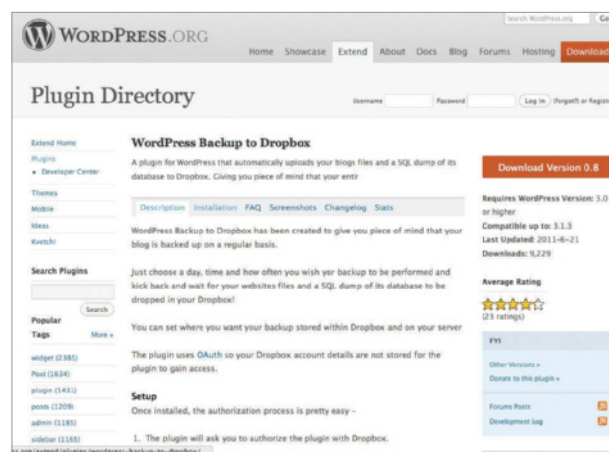 Search WordPress.org Go
WORDPRESS.ORG
Home Showcase Extend About Docs Blog Forums Hosting Download
Plugin Directory
Username Password Log in (forgot?) or Register
Extend Home
Plugins
• Developer Center
Themes
Mobile
Ideas
Kvetch!
Search Plugins
Search
Popular
Tags More »
widget (2385)
Post (1634)
plugin (1431)
posts (1209)
admin (1185)
sidebar (1165)
WordPress Backup to Dropbox
A plugin for WordPress that automatically uploads your blogs files and a SQL dump of its
database to Dropbox. Giving you piece of mind that your entr
Description Installation FAQ Screenshots Changelog Stats
WordPress Backup to Dropbox has been created to give you piece of mind that your
blog is backed up on a regular basis.
Just choose a day, time and how often you wish yor backup to be performed and
kick back and wait for your websites files and a SQL dump of its database to be
dropped in your Dropbox!
You can set where you want your backup stored within Dropbox and on your server
The plugin uses OAuth so your Dropbox account details are not stored for the
plugin to gain access.
Setup
Once installed, the authorization process is pretty easy –
1. The plugin will ask you to authorize the plugin with Dropbox.
Download Version 0.8
Requires WordPress Version: 3.0
or higher
Compatible up to: 3.1.3
Last Updated: 2011-6-21
Downloads: 9,229
Average Rating
(23 ratings)
FYI
Other Versions »
Donate to this plugin »
Forums Posts
Development Log